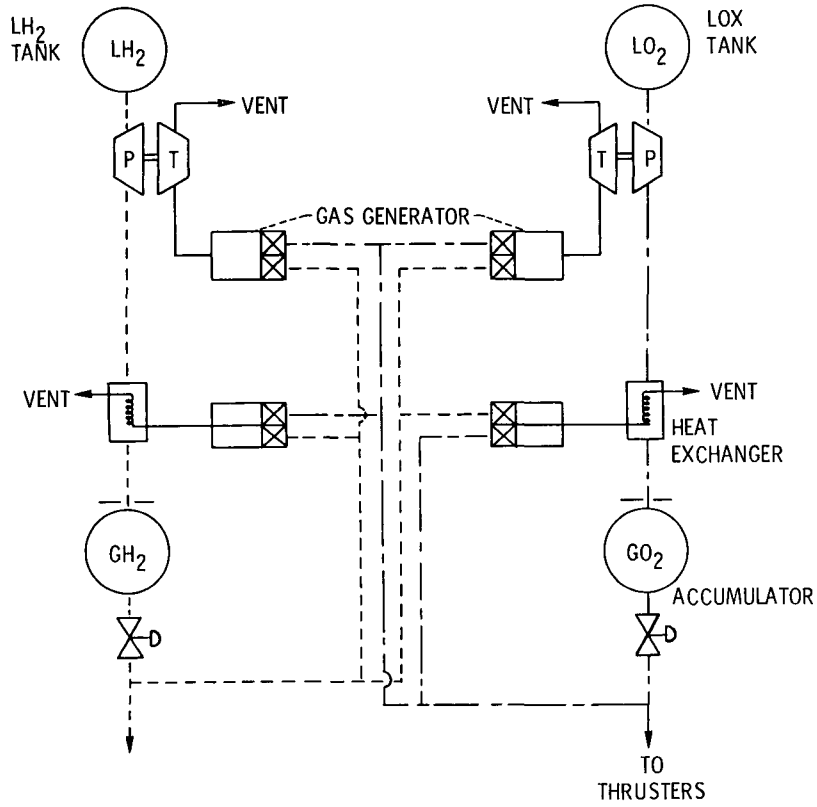 LH2
TANK
LH2
LOX
TANK
LO2
VENT
VENT
P
T
T
P
GAS GENERATOR
VENT
VENT
HEAT
EXCHANGER
GH2
GO2
ACCUMULATOR
TO
THRUSTERS